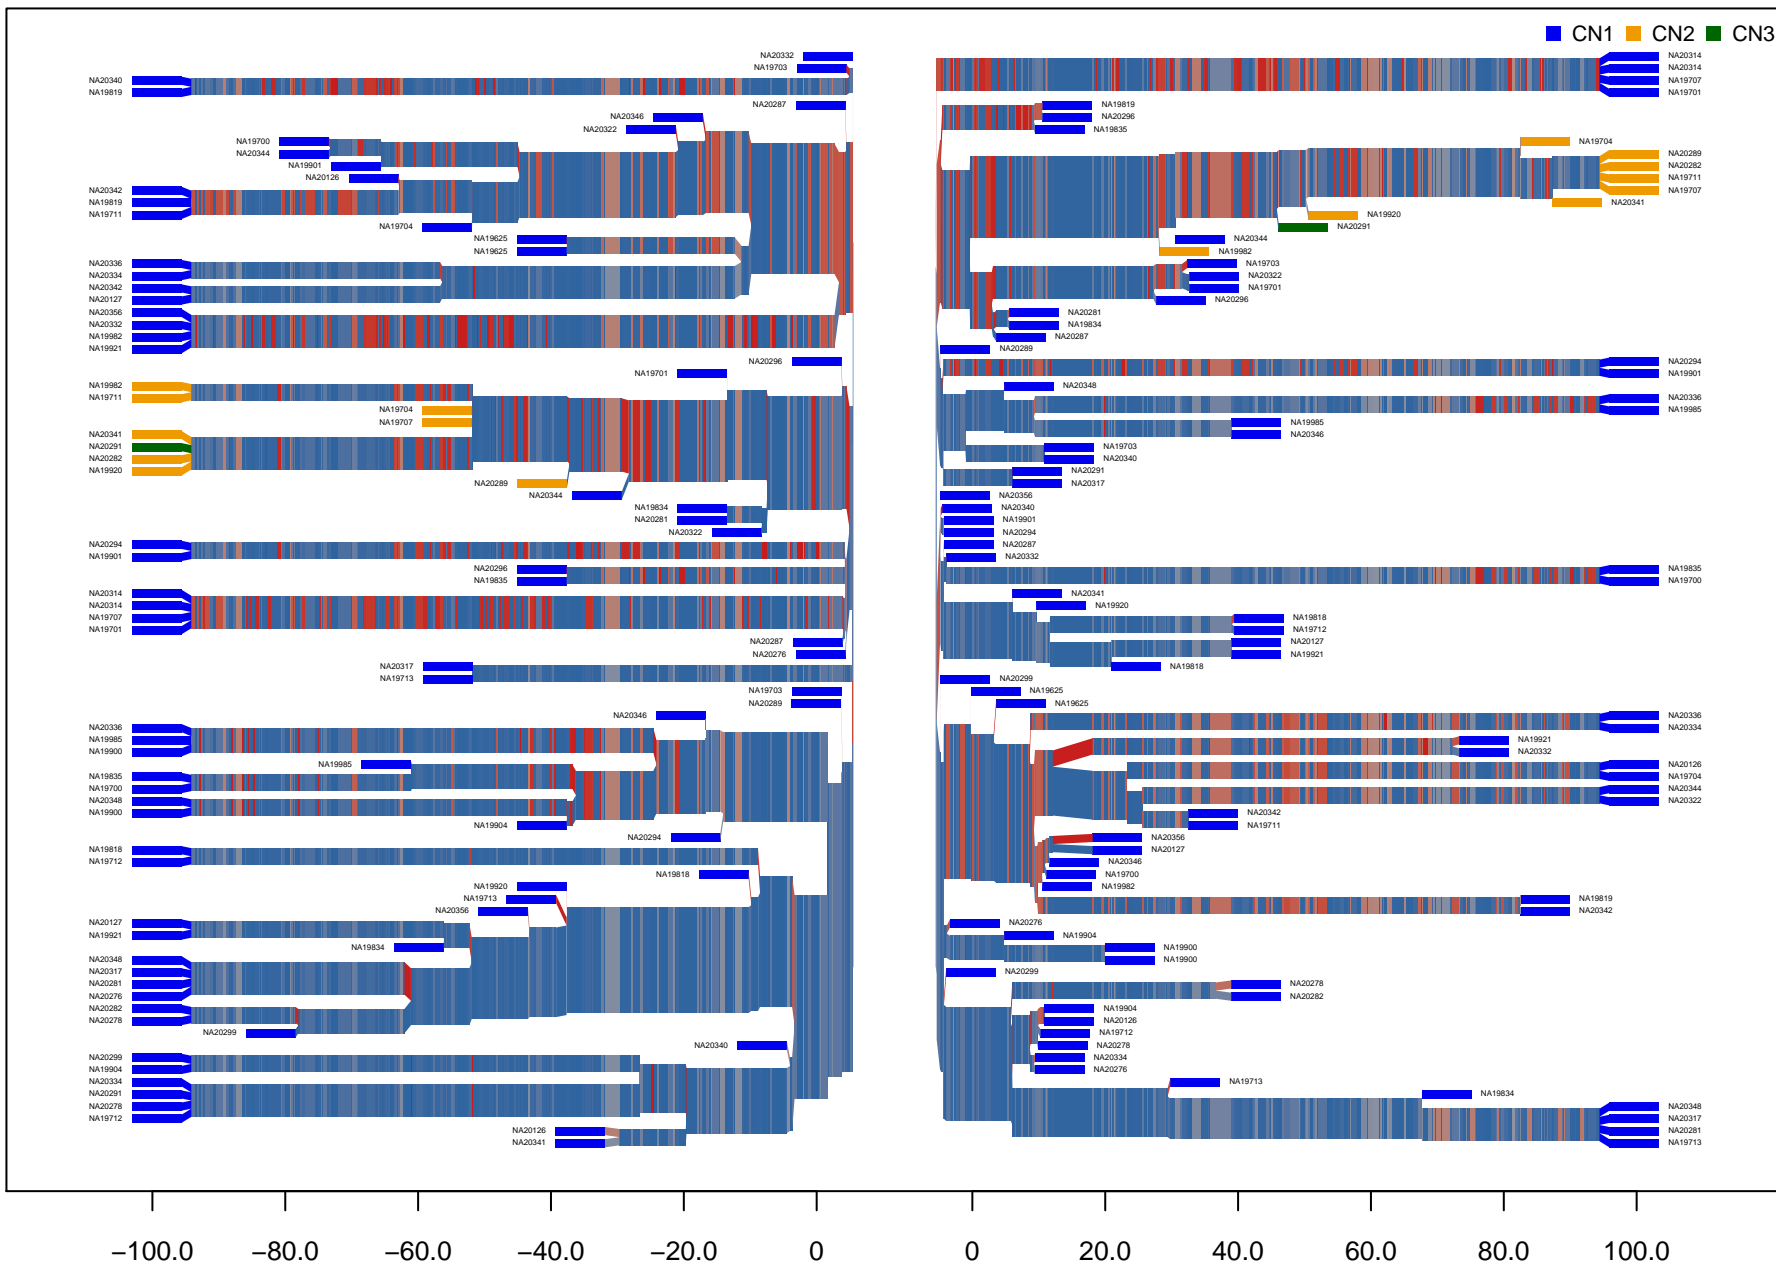 CN1 CN2 CN3
NA20332
NA19703
NA20340
NA19819
NA20287
NA20346
NA20322
NA19700
NA20344
NA19901
NA20126
NA20342
NA19819
NA19711
NA19704
NA19625
NA19625
NA20336
NA20334
NA20342
NA20127
NA20356
NA20332
NA19982
NA19921
NA20296
NA19701
NA19982
NA19711
NA19704
NA19707
NA20341
NA20291
NA20282
NA19920
NA20289
NA20344
NA19834
NA20281
NA20322
NA20294
NA19901
NA20296
NA19835
NA20314
NA20314
NA19707
NA19701
NA20287
NA20276
NA20317
NA19713
NA19703
NA20289
NA20346
NA20336
NA19985
NA19900
NA19985
NA19835
NA19700
NA20348
NA19900
NA19904
NA20294
NA19818
NA19712
NA19818
NA19920
NA19713
NA20356
NA20127
NA19921
NA19834
NA20348
NA20317
NA20281
NA20276
NA20282
NA20278
NA20299
NA20340
NA20299
NA19904
NA20334
NA20291
NA20278
NA19712
NA20126
NA20341
NA20314
NA20314
NA19707
NA19701
NA19819
NA20296
NA19835
NA19704
NA20289
NA20282
NA19711
NA19707
NA20341
NA19920
NA20291
NA20344
NA19982
NA19703
NA20322
NA19701
NA20296
NA20281
NA19834
NA20287
NA20289
NA20294
NA19901
NA20348
NA20336
NA19985
NA19985
NA20346
NA19703
NA20340
NA20291
NA20317
NA20356
NA20340
NA19901
NA20294
NA20287
NA20332
NA19835
NA19700
NA20341
NA19920
NA19818
NA19712
NA20127
NA19921
NA19818
NA20299
NA19625
NA19625
NA20336
NA20334
NA19921
NA20332
NA20126
NA19704
NA20344
NA20322
NA20342
NA19711
NA20356
NA20127
NA20346
NA19700
NA19982
NA19819
NA20342
NA20276
NA19904
NA19900
NA19900
NA20299
NA20278
NA20282
NA19904
NA20126
NA19712
NA20278
NA20334
NA20276
NA19713
NA19834
NA20348
NA20317
NA20281
NA19713
−100.0 −80.0 −60.0 −40.0 −20.0 0 0 20.0 40.0 60.0 80.0 100.0